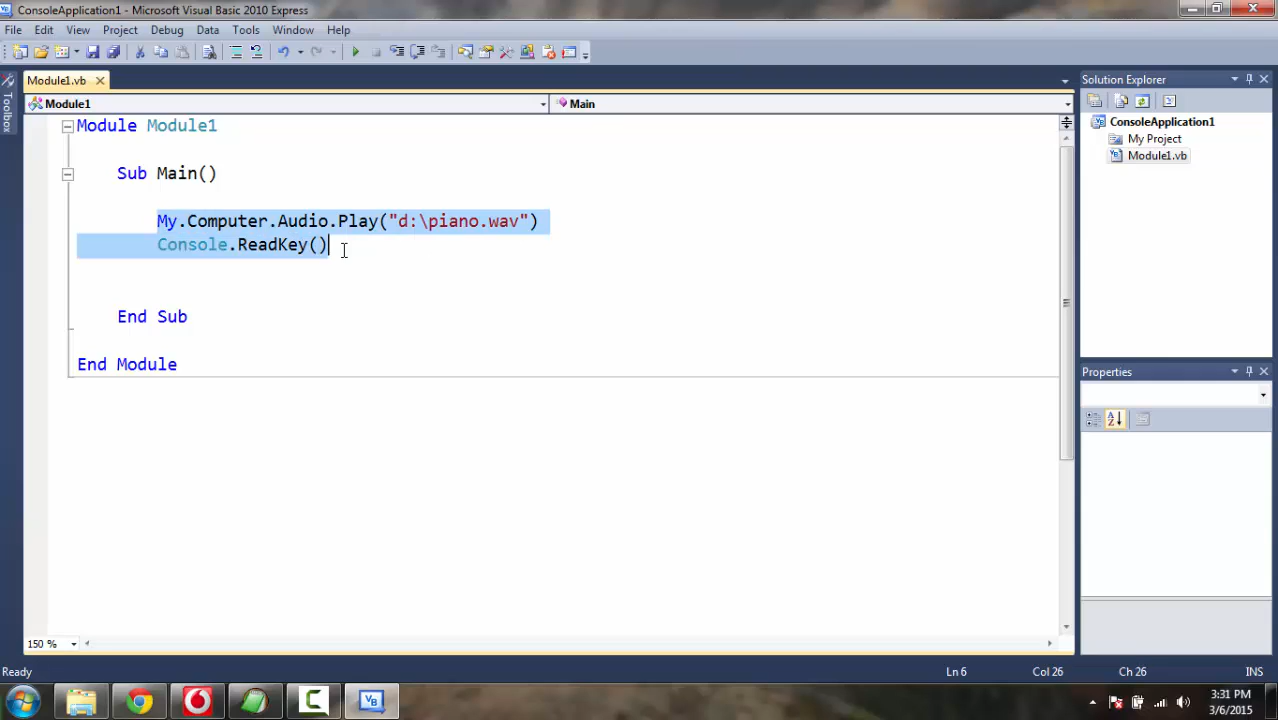 ConsoleApplication1 - Microsoft Visual Basic 2010 Express
File Edit View Project Debug Data Tools Window Help
Module1.vb
Solution Explorer
Module1 Main
Toolbox
Module Module1
ConsoleApplication1
My Project
Module1.vb
Sub Main()
My.Computer.Audio.Play("d:\piano.wav")
Console.ReadKey()
End Sub
End Module
Properties
150 %
Ready Ln 6 Col 26 Ch 26 INS
3:31 PM
3/6/2015